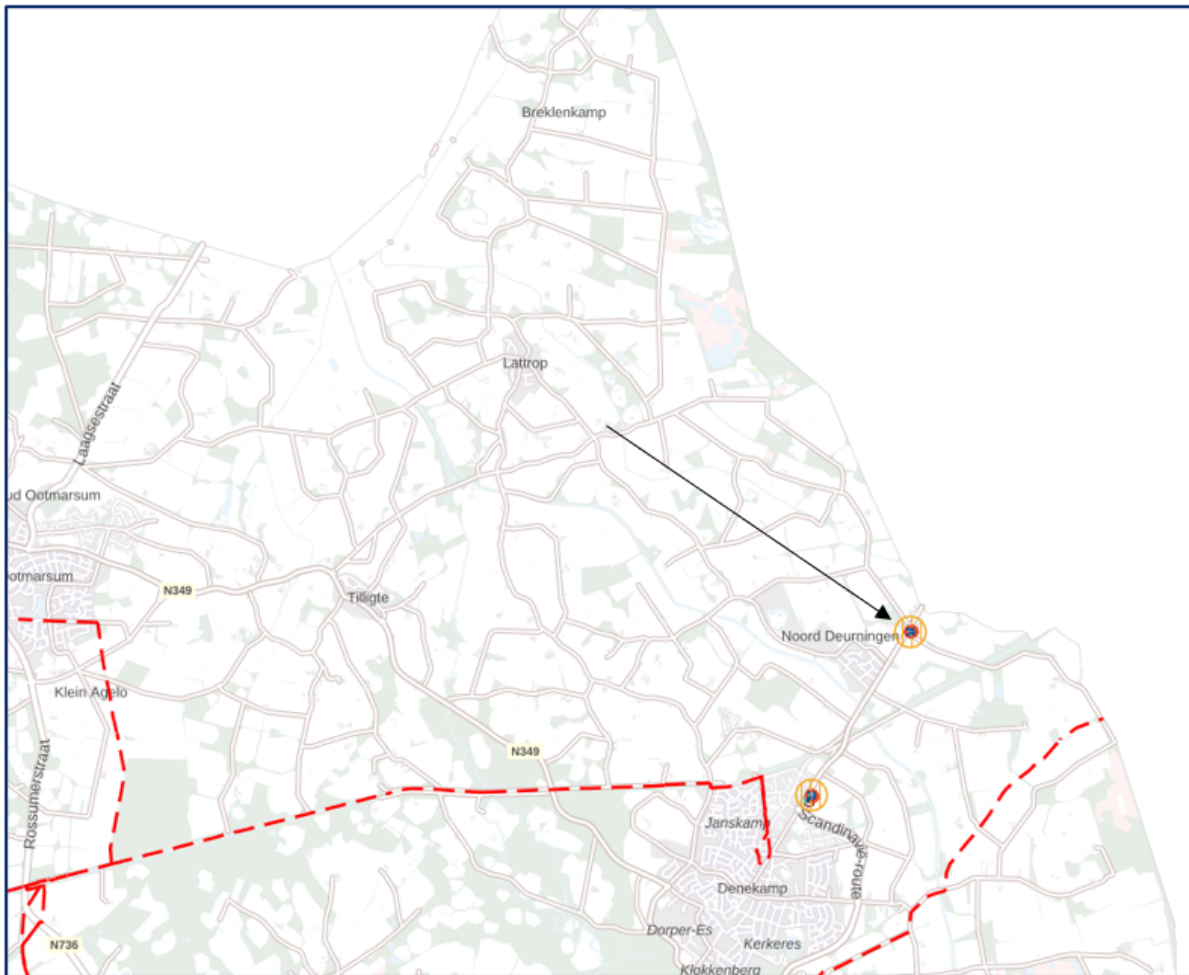 Breklenkamp
Lattrop
Laagsestraat
ud Ootmarsum
ootmarsum
N349
Tilligte
Noord Deurningen
Klein Agelo
N349
Rossumerstraat
Janskamp
Scandinavië-route
Denekamp
Dorper-Es
Kerkeres
N736
Klokkenberg